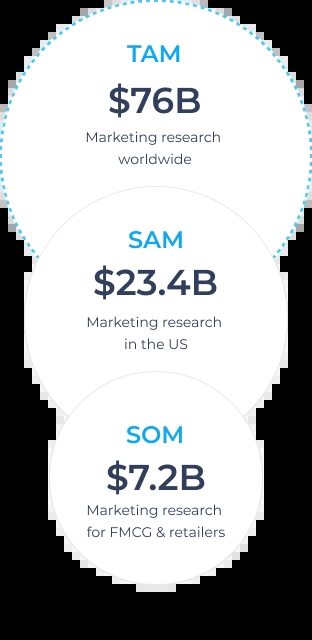 TAM
$76B
Marketing research
worldwide
SAM
$23.4B
Marketing research
in the US
SOM
$7.2B
Marketing research
for FMCG & retailers